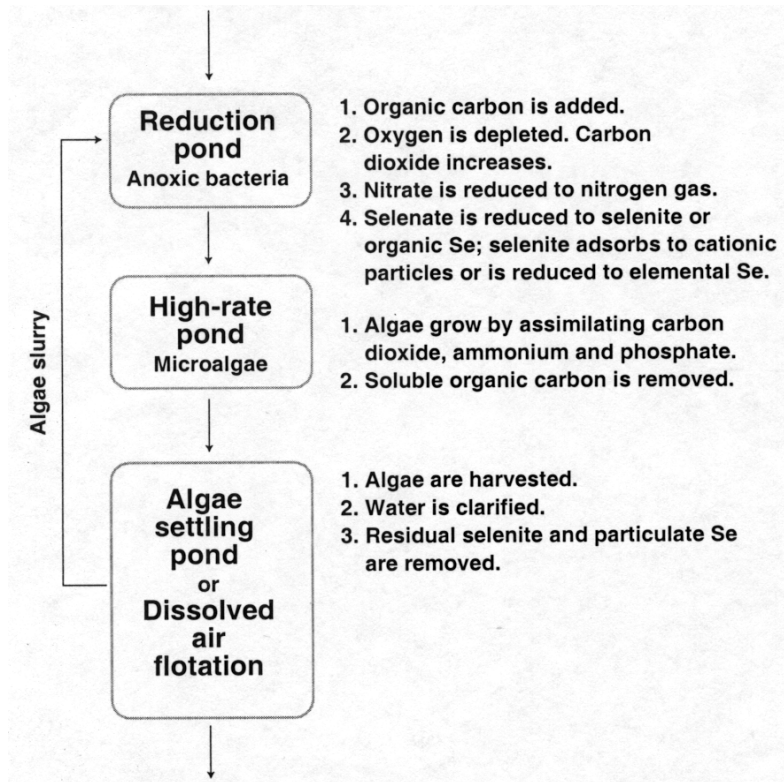 Reduction
pond
Anoxic bacteria
1. Organic carbon is added.
2. Oxygen is depleted. Carbon
dioxide increases.
3. Nitrate is reduced to nitrogen gas.
4. Selenate is reduced to selenite or
organic Se; selenite adsorbs to cationic
particles or is reduced to elemental Se.
High-rate
pond
Microalgae
1. Algae grow by assimilating carbon
dioxide, ammonium and phosphate.
2. Soluble organic carbon is removed.
Algae slurry
Algae
settling
pond
or
Dissolved
air
flotation
1. Algae are harvested.
2. Water is clarified.
3. Residual selenite and particulate Se
are removed.